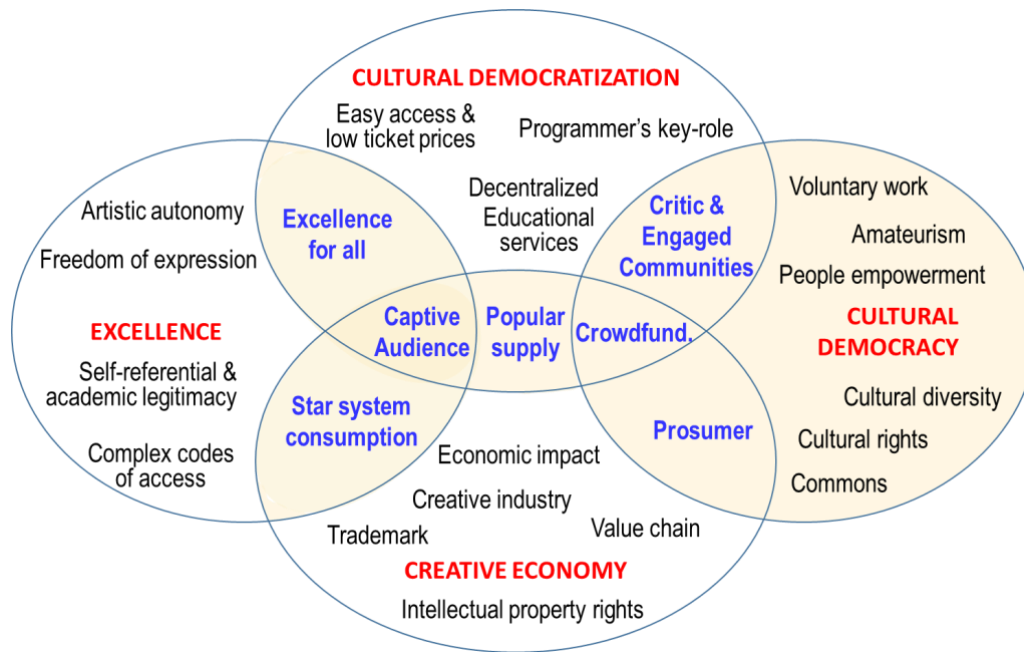 CULTURAL DEMOCRATIZATION
Easy access &
low ticket prices
Programmer's key-role
Decentralized
Educational
services
Artistic autonomy
Freedom of expression
EXCELLENCE
Self-referential &
academic legitimacy
Complex codes
of access
Excellence
for all
Captive
Audience
Popular
supply
Crowdfund.
Critic &
Engaged
Communities
Voluntary work
Amateurism
People empowerment
CULTURAL
DEMOCRACY
Cultural diversity
Cultural rights
Commons
Star system
consumption
Prosumer
Economic impact
Creative industry
Trademark
Value chain
CREATIVE ECONOMY
Intellectual property rights